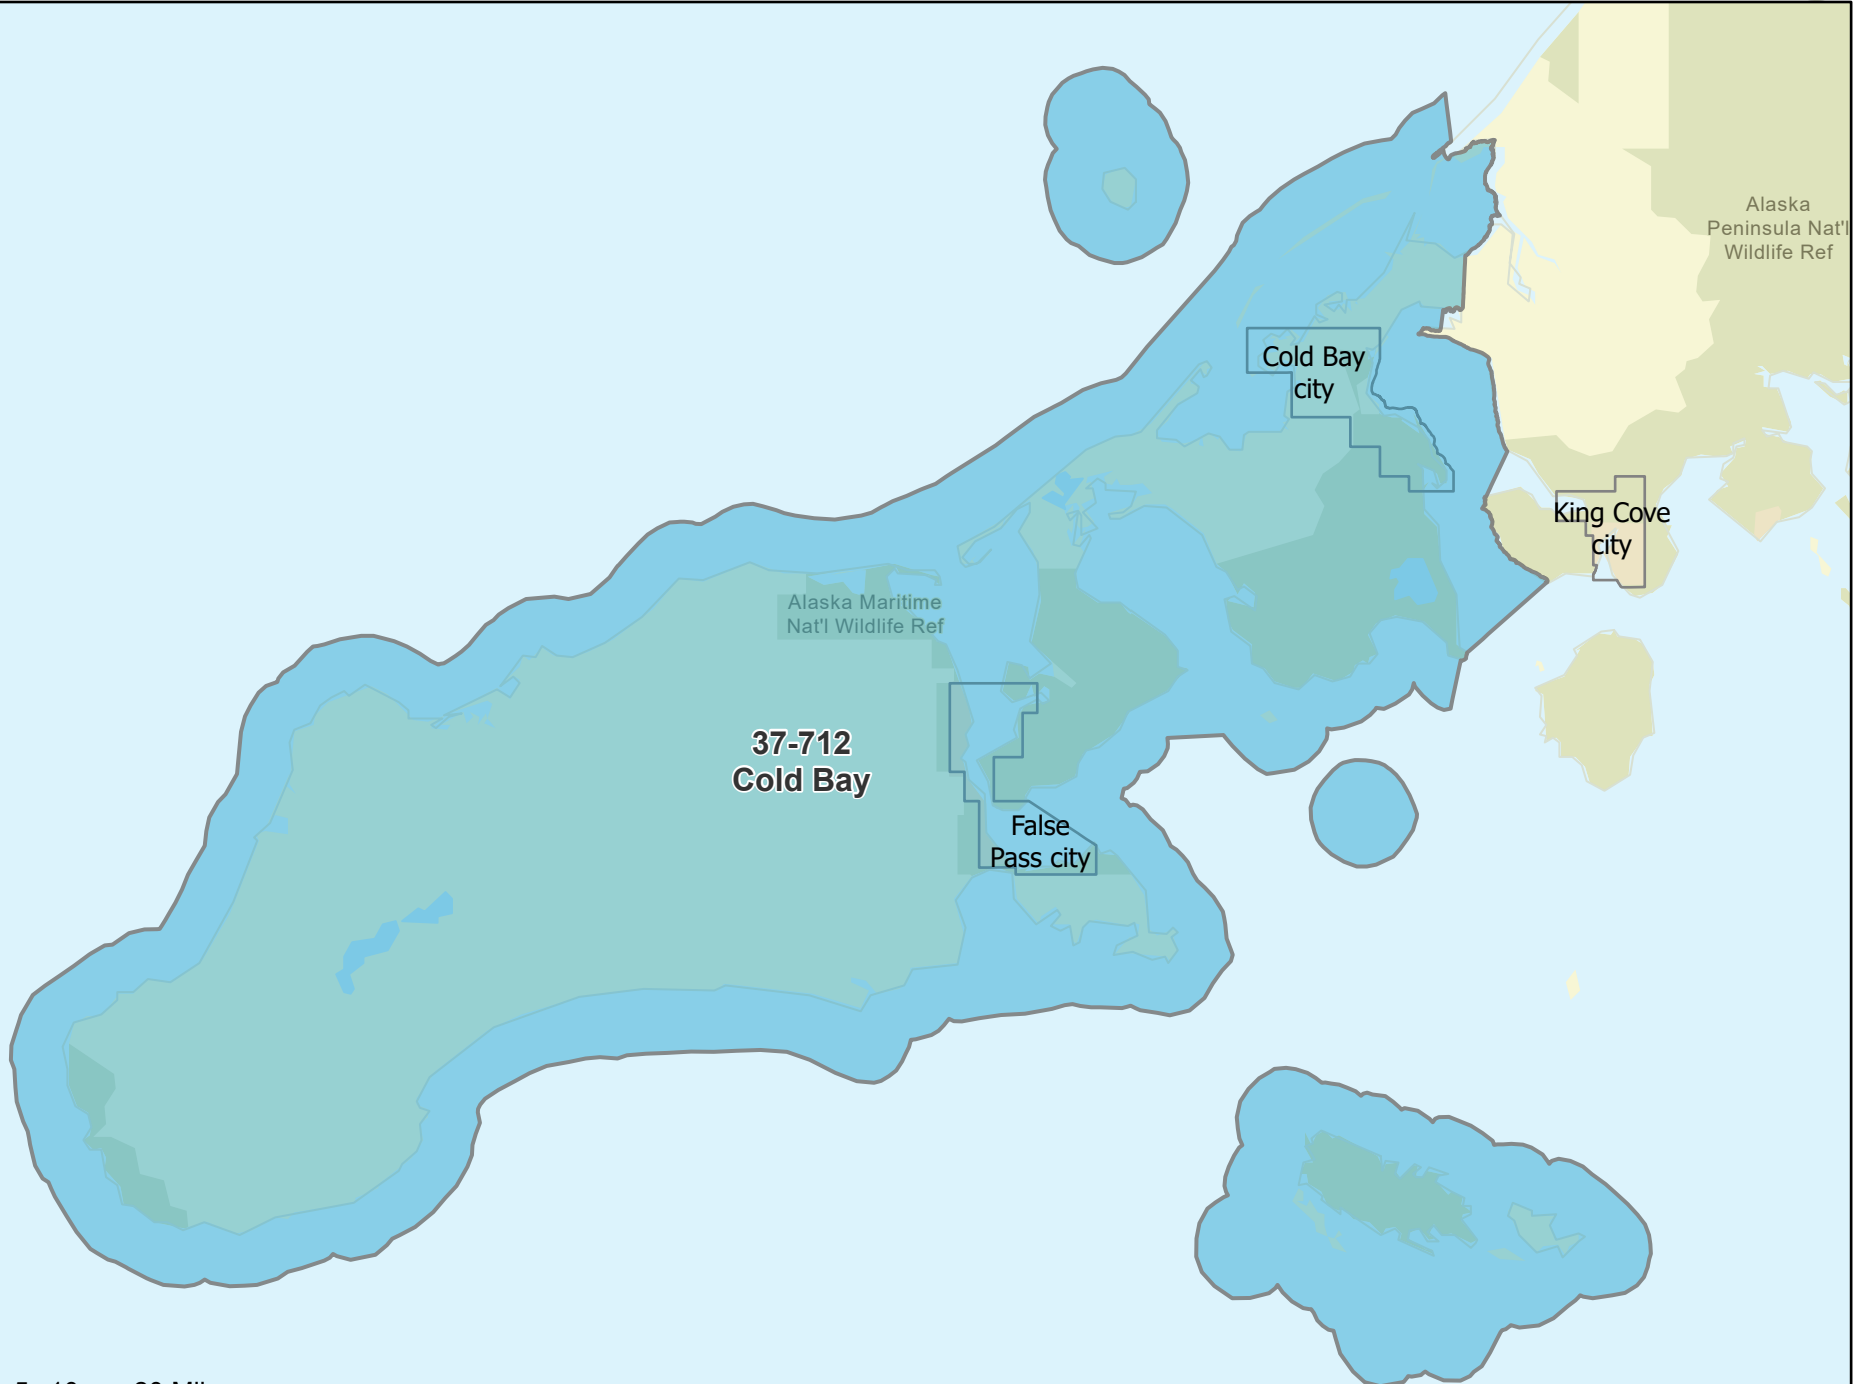 Alaska
Peninsula Nat'l
Wildlife Ref
Cold Bay
city
King Cove
city
Alaska Maritime
Nat'l Wildlife Ref
37-712
Cold Bay
False
Pass city